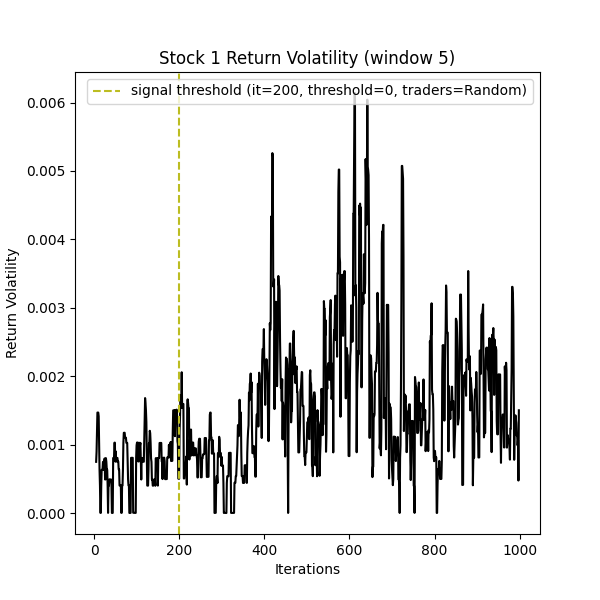 Stock 1 Return Volatility (window 5)
signal threshold (it=200, threshold=0, traders=Random)
0.006
0.005
0.004
0.003
0.002
0.001
0.000
Return Volatility
0 200 400 600 800 1000
Iterations